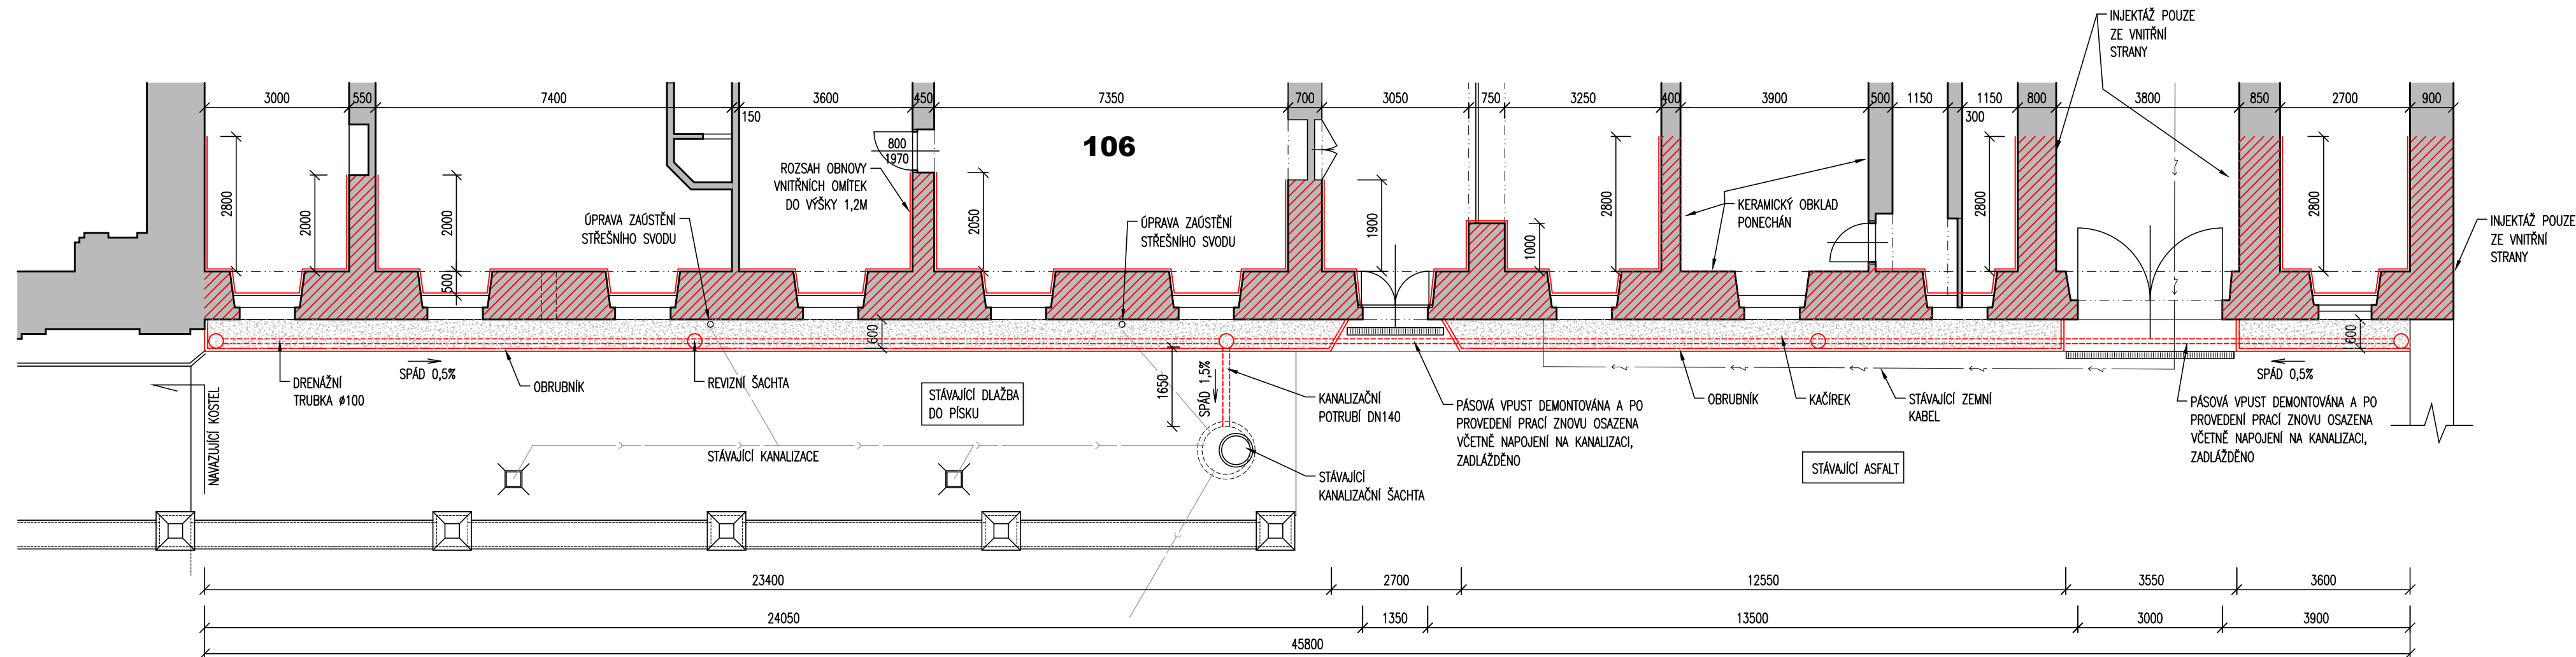 INJEKTÁŽ POUZE
ZE VNITŘNÍ
STRANY
3000
550
7400
150
3600
450
7350
700
3050
750
3250
400
3900
500
1150
300
1150
800
3800
850
2700
900
106
800
1970
ROZSAH OBNOVY
VNITŘNÍCH OMÍTEK
DO VÝŠKY 1,2M
2800
2000
2000
500
2050
1900
1000
2800
2800
2800
ÚPRAVA ZAÚSTĚNÍ
STŘEŠNÍHO SVODU
ÚPRAVA ZAÚSTĚNÍ
STŘEŠNÍHO SVODU
KERAMICKÝ OBKLAD
PONECHÁN
INJEKTÁŽ POUZE
ZE VNITŘNÍ
STRANY
600
600
SPÁD 0,5%
DRENÁŽNÍ
TRUBKA ø100
OBRUBNÍK
REVIZNÍ ŠACHTA
STÁVAJÍCÍ DLAŽBA
DO PÍSKU
1650
SPÁD 1,5%
KANALIZAČNÍ
POTRUBÍ DN140
PÁSOVÁ VPUST DEMONTOVÁNA A PO
PROVEDENÍ PRACÍ ZNOVU OSAZENA
VČETNĚ NAPOJENÍ NA KANALIZACI,
ZADLÁŽDĚNO
OBRUBNÍK
KAČÍREK
STÁVAJÍCÍ ZEMNÍ
KABEL
SPÁD 0,5%
PÁSOVÁ VPUST DEMONTOVÁNA A PO
PROVEDENÍ PRACÍ ZNOVU OSAZENA
VČETNĚ NAPOJENÍ NA KANALIZACI,
ZADLÁŽDĚNO
NAVAZUJÍCÍ KOSTEL
STÁVAJÍCÍ KANALIZACE
STÁVAJÍCÍ
KANALIZAČNÍ ŠACHTA
STÁVAJÍCÍ ASFALT
23400
2700
12550
3550
3600
24050
1350
13500
3000
3900
45800